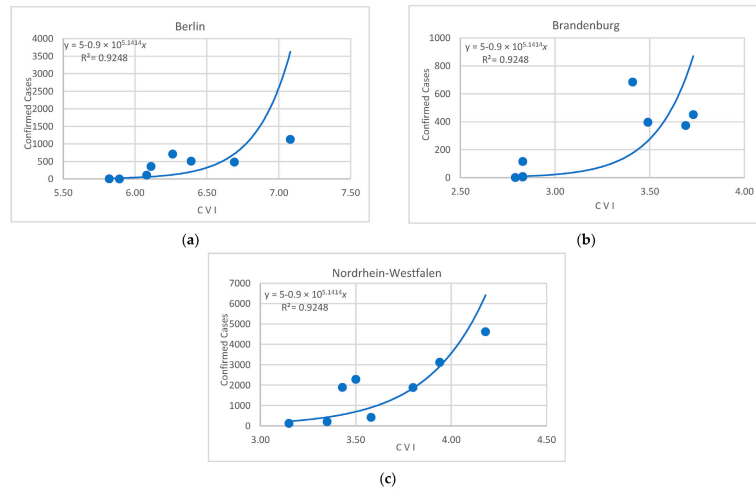 Berlin
y = 5-0.9 × 10^5.1414x
R² = 0.9248
4000
3500
3000
2500
2000
1500
1000
500
0
Confirmed Cases
5.50 6.00 6.50 7.00 7.50
C V I
(a)
Brandenburg
y = 5-0.9 × 10^5.1414x
R² = 0.9248
1000
800
600
400
200
0
Confirmed Cases
2.50 3.00 3.50 4.00
C V I
(b)
Nordrhein-Westfalen
y = 5-0.9 × 10^5.1414x
R² = 0.9248
7000
6000
5000
4000
3000
2000
1000
0
Confirmed Cases
3.00 3.50 4.00 4.50
C V I
(c)